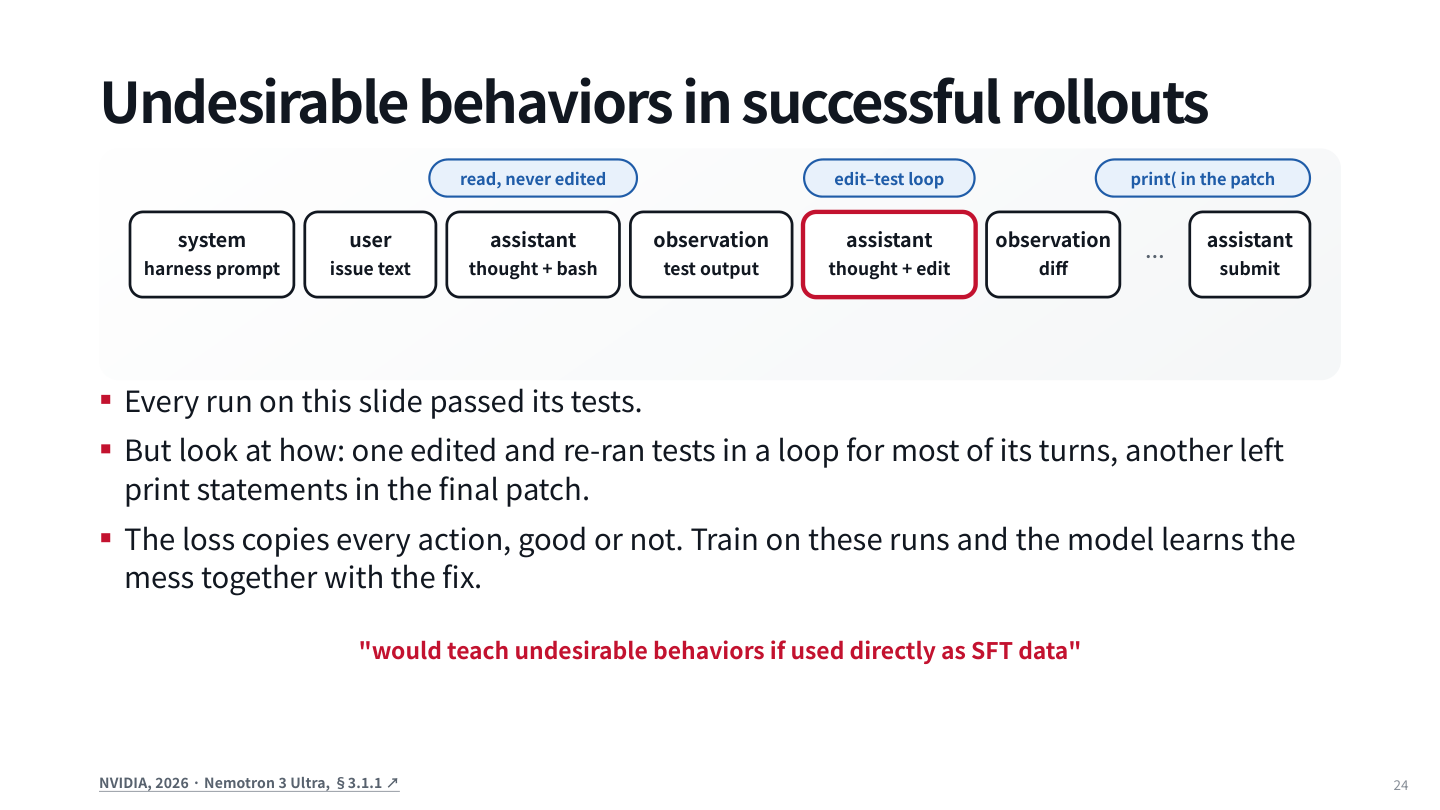 Undesirable behaviors in successful rollouts
read, never edited
edit–test loop
print( in the patch
system
harness prompt
user
issue text
assistant
thought + bash
observation
test output
assistant
thought + edit
observation
diff
…
assistant
submit
Every run on this slide passed its tests.
But look at how: one edited and re-ran tests in a loop for most of its turns, another left
print statements in the final patch.
The loss copies every action, good or not. Train on these runs and the model learns the
mess together with the fix.
"would teach undesirable behaviors if used directly as SFT data"
NVIDIA, 2026 · Nemotron 3 Ultra, §3.1.1 ↗
24